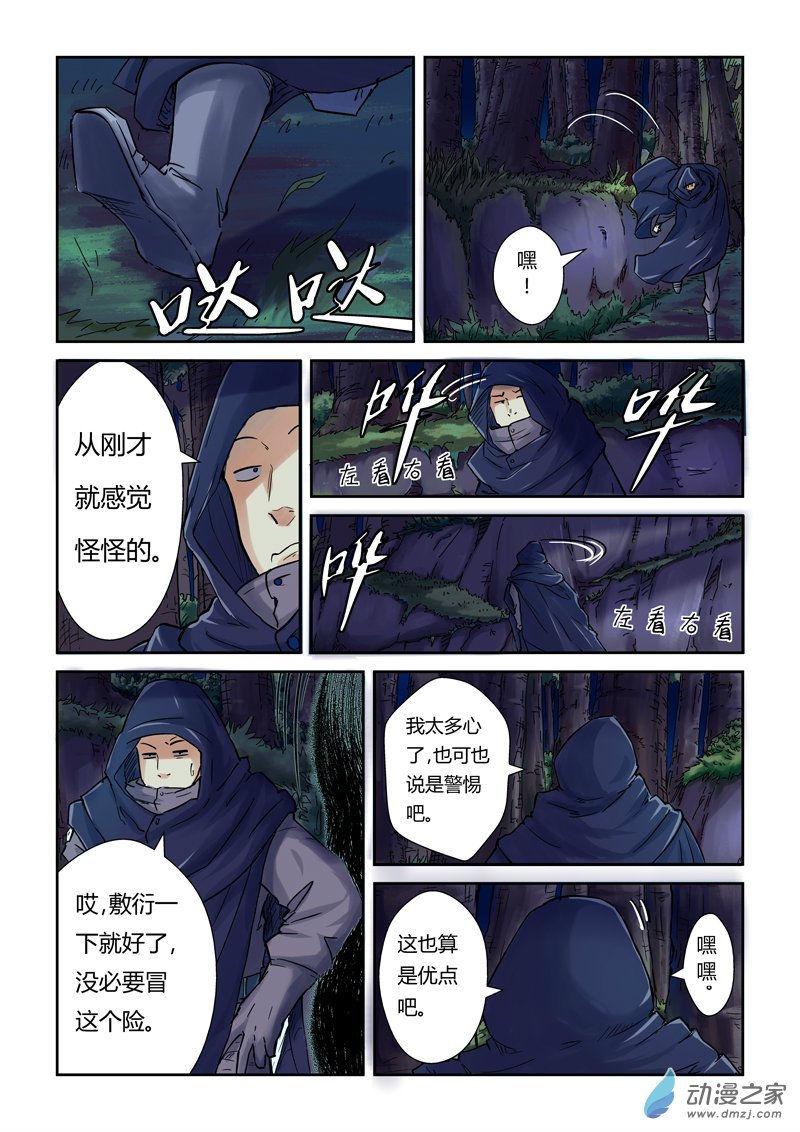 哒 哒
嘿
！
从刚才
就感觉
怪怪的。
哗
哗
左看右看
哗
左看右看
哎，敷衍一
下就好了，
没必要冒
这个险。
我太多心
了，也可也
说是警惕
吧。
这也算
是优点
吧。
嘿嘿。
动漫之家
www.dmzj.com